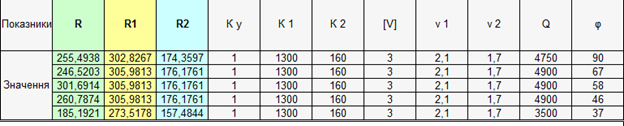 Показники R R1 R2 K y K 1 K 2 [V] v 1 v 2 Q φ
Значення
255,4938 302,8267 174,3597 1 1300 160 3 2,1 1,7 4750 90
246,5203 305,9813 176,1761 1 1300 160 3 2,1 1,7 4900 67
301,6914 305,9813 176,1761 1 1300 160 3 2,1 1,7 4900 58
260,7874 305,9813 176,1761 1 1300 160 3 2,1 1,7 4900 46
185,1921 273,5178 157,4844 1 1300 160 3 2,1 1,7 3500 37